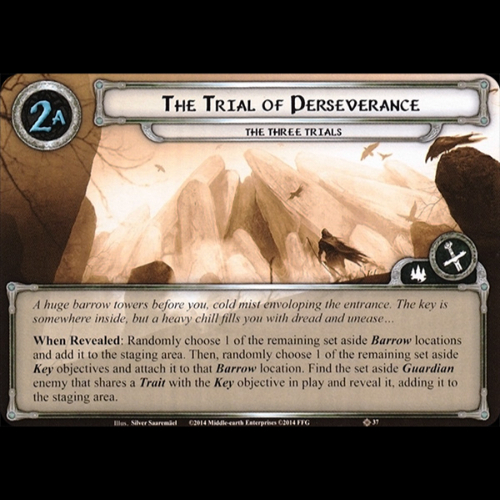 2A
THE TRIAL OF PERSEVERANCE
THE THREE TRIALS
A huge barrow towers before you, cold mist enveloping the entrance. The key is
somewhere inside, but a heavy chill fills you with dread and unease…
When Revealed: Randomly choose 1 of the remaining set aside Barrow locations
and add it to the staging area. Then, randomly choose 1 of the remaining set aside
Key objectives and attach it to that Barrow location. Find the set aside Guardian
enemy that shares a Trait with the Key objective in play and reveal it, adding it to
the staging area.
Illus. Silver Saaremäel ©2014 Middle-earth Enterprises ©2014 FFG 37